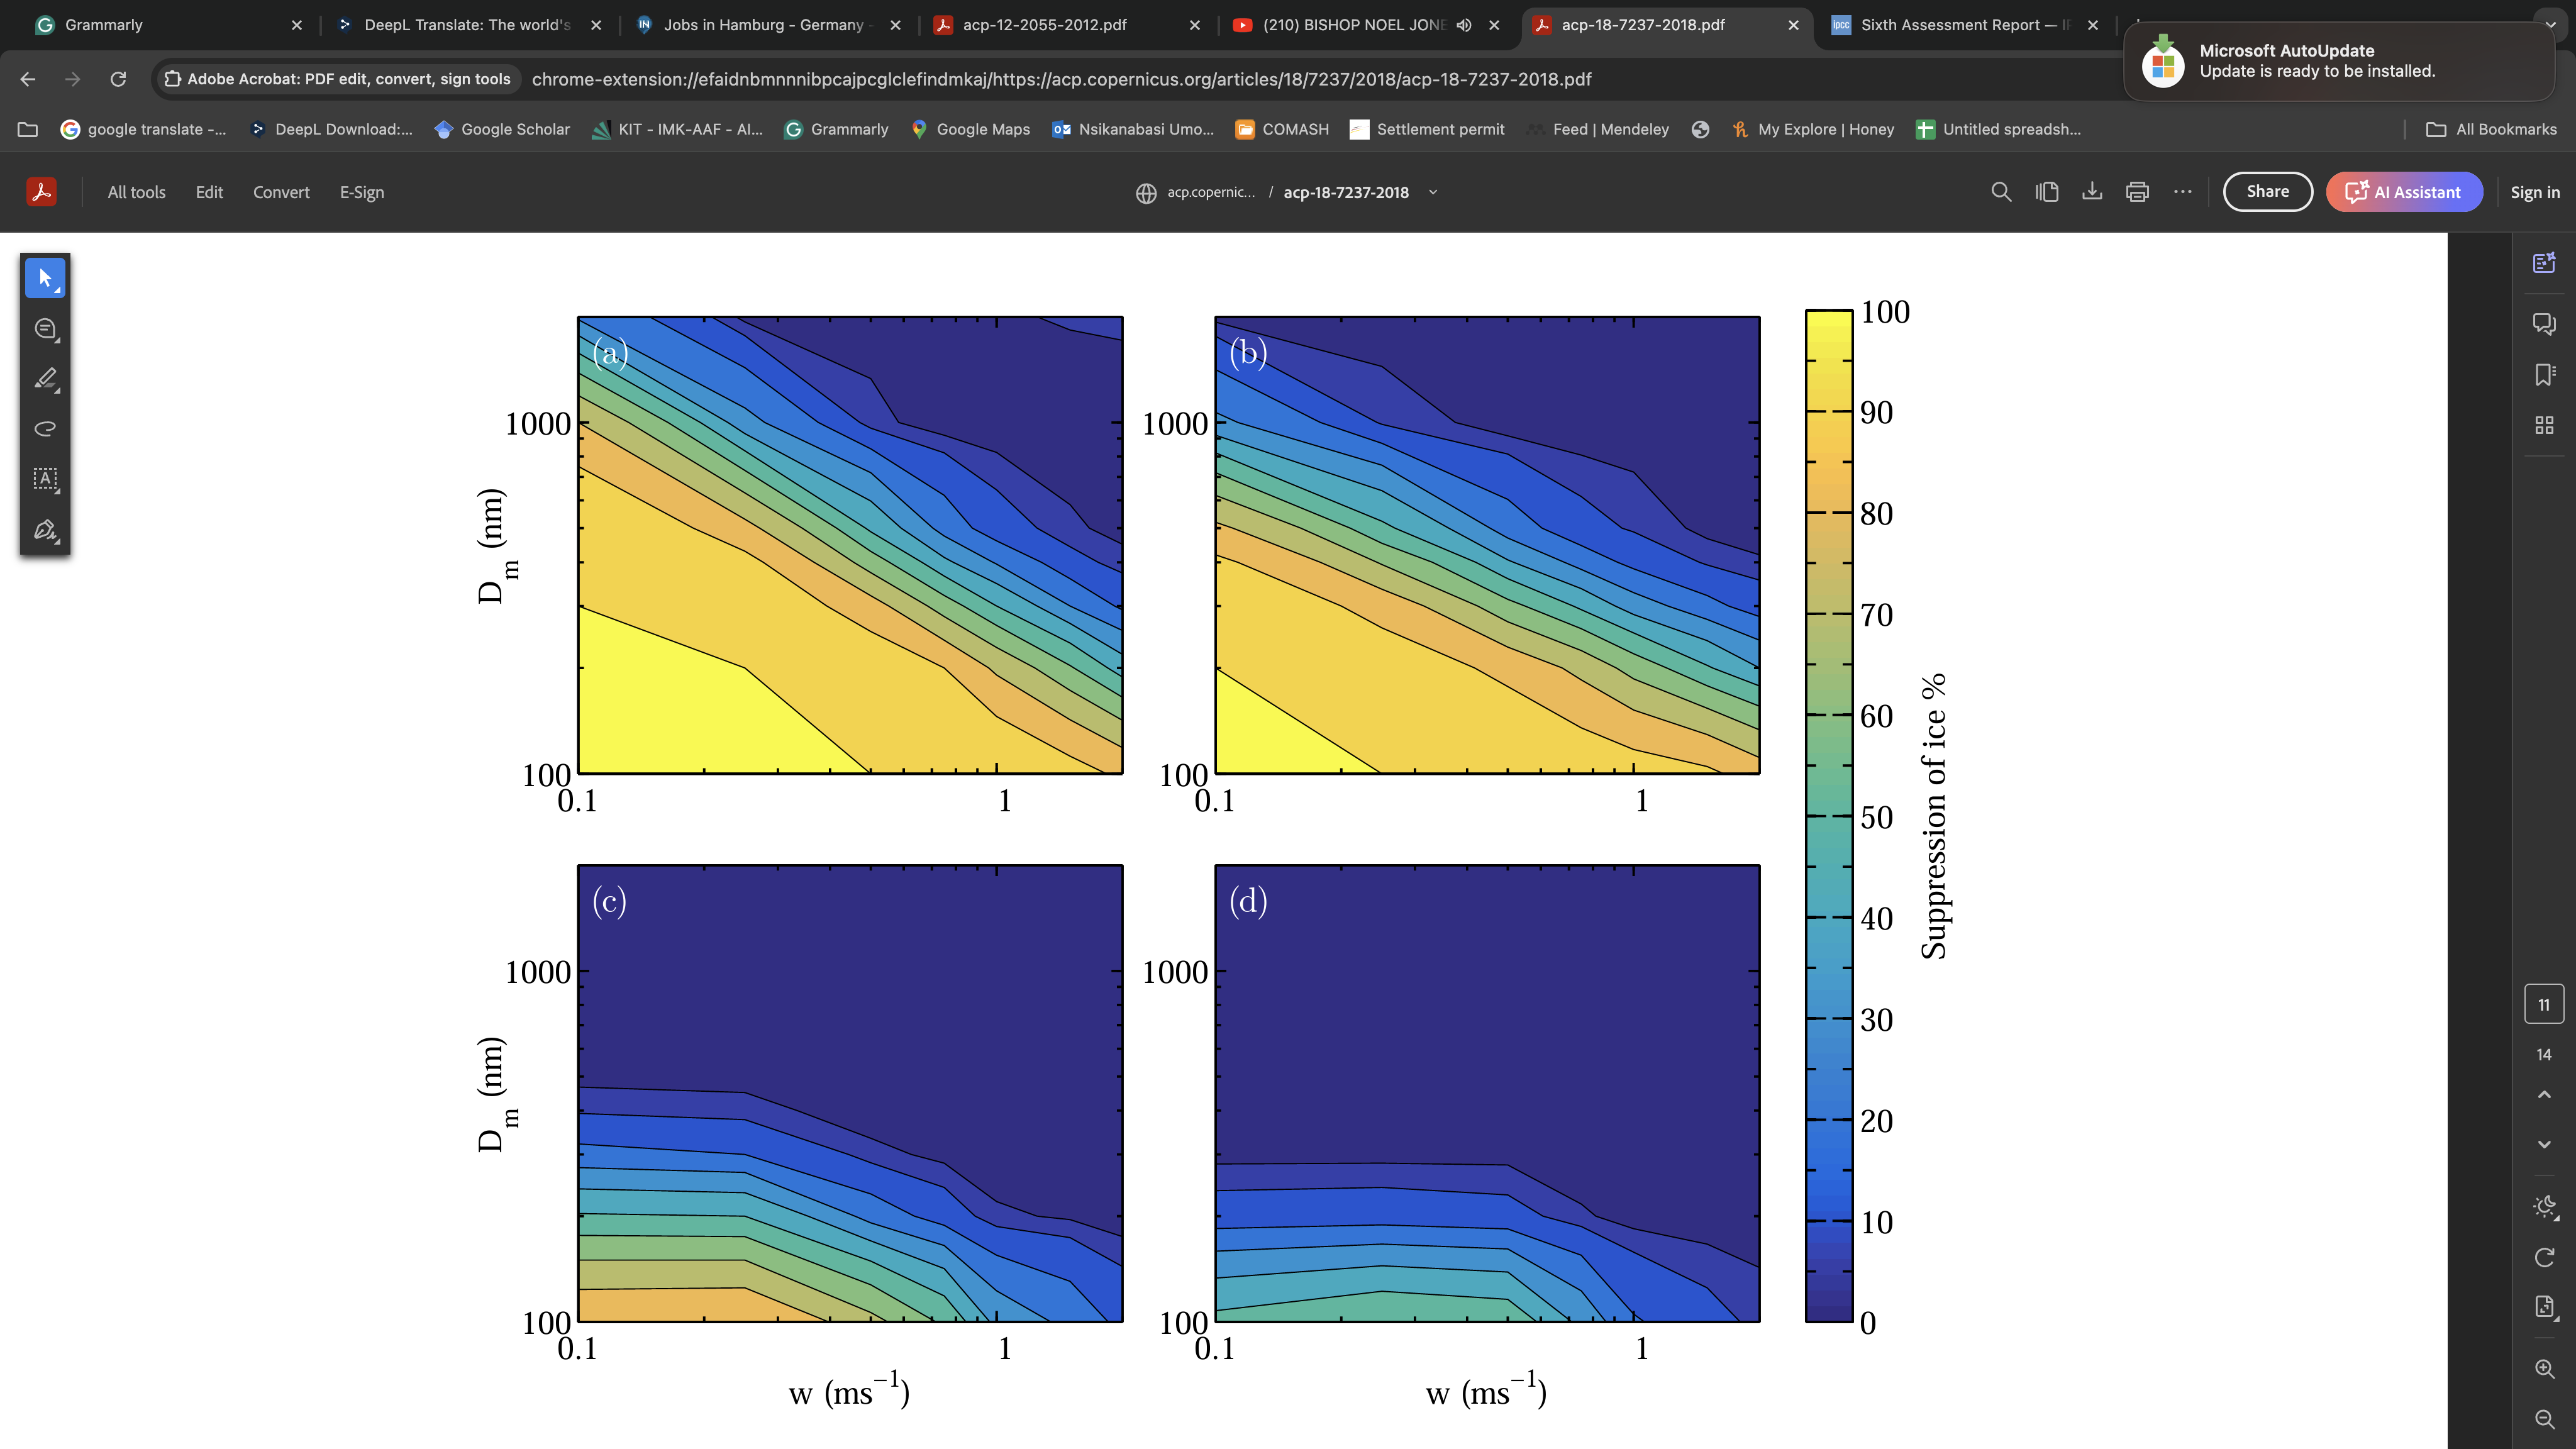 Grammarly
DeepL Translate: The world's
Jobs in Hamburg - Germany -
acp-12-2055-2012.pdf
(210) BISHOP NOEL JONE
acp-18-7237-2018.pdf
Sixth Assessment Report — I
Microsoft AutoUpdate
Update is ready to be installed.
Adobe Acrobat: PDF edit, convert, sign tools
chrome-extension://efaidnbmnnnibpcajpcglclefindmkaj/https://acp.copernicus.org/articles/18/7237/2018/acp-18-7237-2018.pdf
google translate -...
DeepL Download:...
Google Scholar
KIT - IMK-AAF - AI...
Grammarly
Google Maps
Nsikanabasi Umo...
COMASH
Settlement permit
Feed | Mendeley
My Explore | Honey
Untitled spreadsh...
All Bookmarks
All tools
Edit
Convert
E-Sign
acp.copernic... / acp-18-7237-2018
Share
AI Assistant
Sign in
(a)
1000
100
0.1
1
D_m (nm)
(b)
1000
100
0.1
1
(c)
1000
100
0.1
1
D_m (nm)
w (ms⁻¹)
(d)
1000
100
0.1
1
w (ms⁻¹)
100
90
80
70
60
50
40
30
20
10
0
Suppression of ice %
11
14